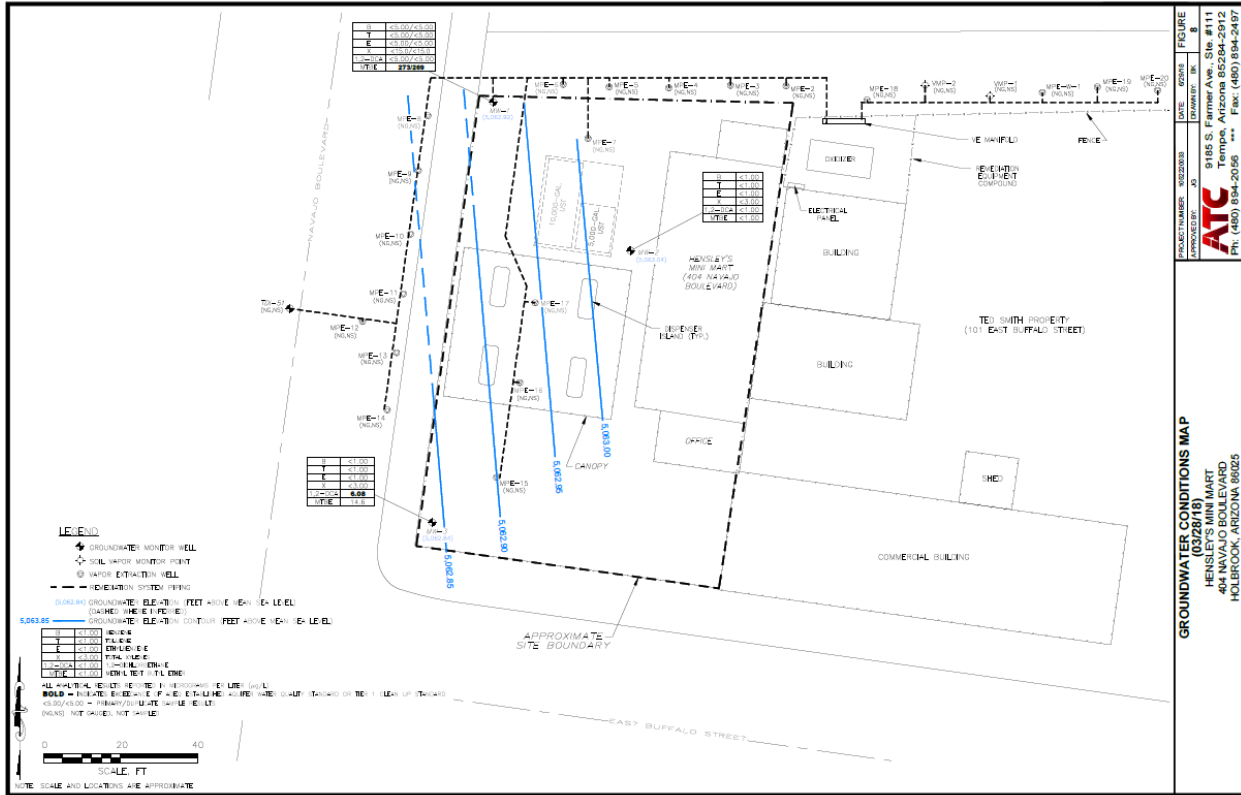 B <5.00/<5.00
T <5.00/<5.00
E <5.00/<5.00
X <15.0/<15.0
1,2-DCA <5.00/<5.00
MTBE 273/269
NAVAJO BOULEVARD
MPE-8
(NG,NS)
MPE-9
(NG,NS)
MPE-10
(NG,NS)
MPE-11
(NG,NS)
MPE-12
(NG,NS)
MPE-13
(NG,NS)
MPE-14
(NG,NS)
(NG,NS)
(5,062.92)
(NG,NS)
MPE-5
(NG,NS)
MPE-4
(NG,NS)
MPE-3
(NG,NS)
MPE-2
(NG,NS)
MPE-7
(NG,NS)
MPE-18
(NG,NS)
VMP-2
(NG,NS)
VMP-1
(NG,NS)
MPE-W-1
(NG,NS)
MPE-19
(NG,NS)
MPE-20
(NG,NS)
VE MANIFOLD
FENCE
OXIDIZER
REMEDIATION
EQUIPMENT
COMPOUND
ELECTRICAL
PANEL
10,000-GAL
UST
5,000-GAL
UST
B <1.00
T <1.00
E <1.00
X <3.00
1,2-DCA <1.00
MTBE <1.00
(5,063.04)
HENSLEY'S
MINI MART
(404 NAVAJO
BOULEVARD)
BUILDING
MPE-17
(NG,NS)
DISPENSER
ISLAND (TYP.)
TED SMITH PROPERTY
(101 EAST BUFFALO STREET)
BUILDING
MPE-16
(NG,NS)
OFFICE
CANOPY
MPE-15
(NG,NS)
SHED
COMMERCIAL BUILDING
5,063.00
5,062.95
5,062.90
5,062.85
B <1.00
T <1.00
E <1.00
X <3.00
1,2-DCA 6.08
MTBE 14.6
APPROXIMATE
SITE BOUNDARY
EAST BUFFALO STREET
LEGEND
GROUNDWATER MONITOR WELL
SOIL VAPOR MONITOR POINT
VAPOR EXTRACTION WELL
REMEDIATION SYSTEM PIPING
(5,062.84) GROUNDWATER ELEVATION (FEET ABOVE MEAN SEA LEVEL)
(DASHED WHERE INFERRED)
5,063.85 GROUNDWATER ELEVATION CONTOUR (FEET ABOVE MEAN SEA LEVEL)
B <1.00 BENZENE
T <1.00 TOLUENE
E <1.00 ETHYLBENZENE
X <3.00 TOTAL XYLENES
1,2-DCA <1.00 1,2-DICHLOROETHANE
MTBE <1.00 METHYL TERT BUTYL ETHER
ALL ANALYTICAL RESULTS REPORTED IN MICROGRAMS PER LITER (µg/L)
BOLD = INDICATES EXCEEDANCE OF ADEQ ESTABLISHED AQUIFER WATER QUALITY STANDARD OR TIER 1 CLEAN UP STANDARD
<5.00/<5.00 = PRIMARY/DUPLICATE SAMPLE RESULTS
(NG,NS) NOT GAUGED, NOT SAMPLED
0 20 40
SCALE, FT
NOTE: SCALE AND LOCATIONS ARE APPROXIMATE
GROUNDWATER CONDITIONS MAP
(03/28/18)
HENSLEY'S MINI MART
404 NAVAJO BOULEVARD
HOLBROOK, ARIZONA 86025
PROJECT NUMBER:
APPROVED BY: JG
DATE:
DRAWN BY: BK
FIGURE
8
ATC
9185 S. Farmer Ave., Ste. #111
Tempe, Arizona 85284-2912
Ph: (480) 894-2056 *** Fax: (480) 894-2497